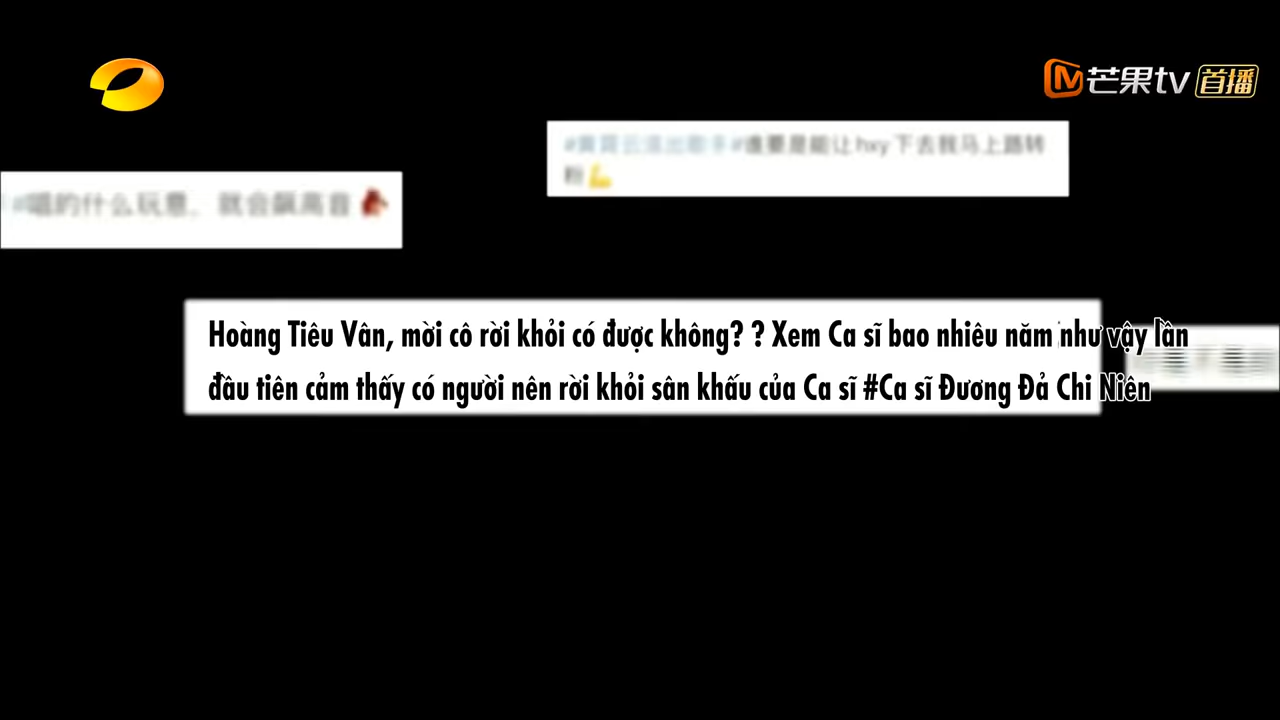 芒果tv 首播
#谁要是能让hxy下去我马上路转
粉
#唱的什么玩意，就会飙高音
Hoàng Tiêu Vân, mời cô rời khỏi có được không? ? Xem Ca sĩ bao nhiêu năm như vậy lần
đầu tiên cảm thấy có người nên rời khỏi sân khấu của Ca sĩ #Ca sĩ Đương Đả Chi Niên